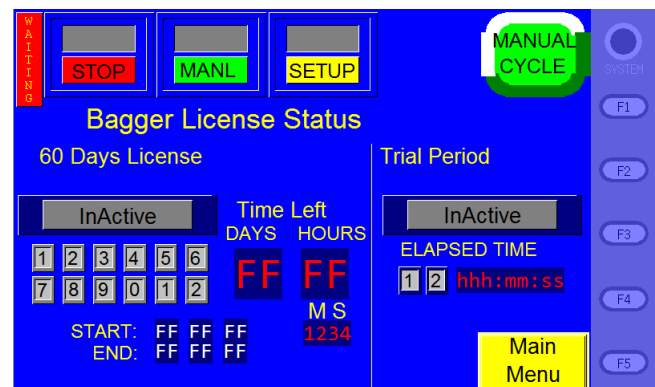 WAITING
STOP MANL SETUP
MANUAL
CYCLE
SYSTEM
Bagger License Status
F1
60 Days License
Trial Period
F2
InActive
Time Left
InActive
DAYS HOURS
F3
ELAPSED TIME
1 2 3 4 5 6
FF FF
1 2 hhh:mm:ss
7 8 9 0 1 2
F4
M S
1234
START: FF FF FF
END: FF FF FF
Main
Menu
F5